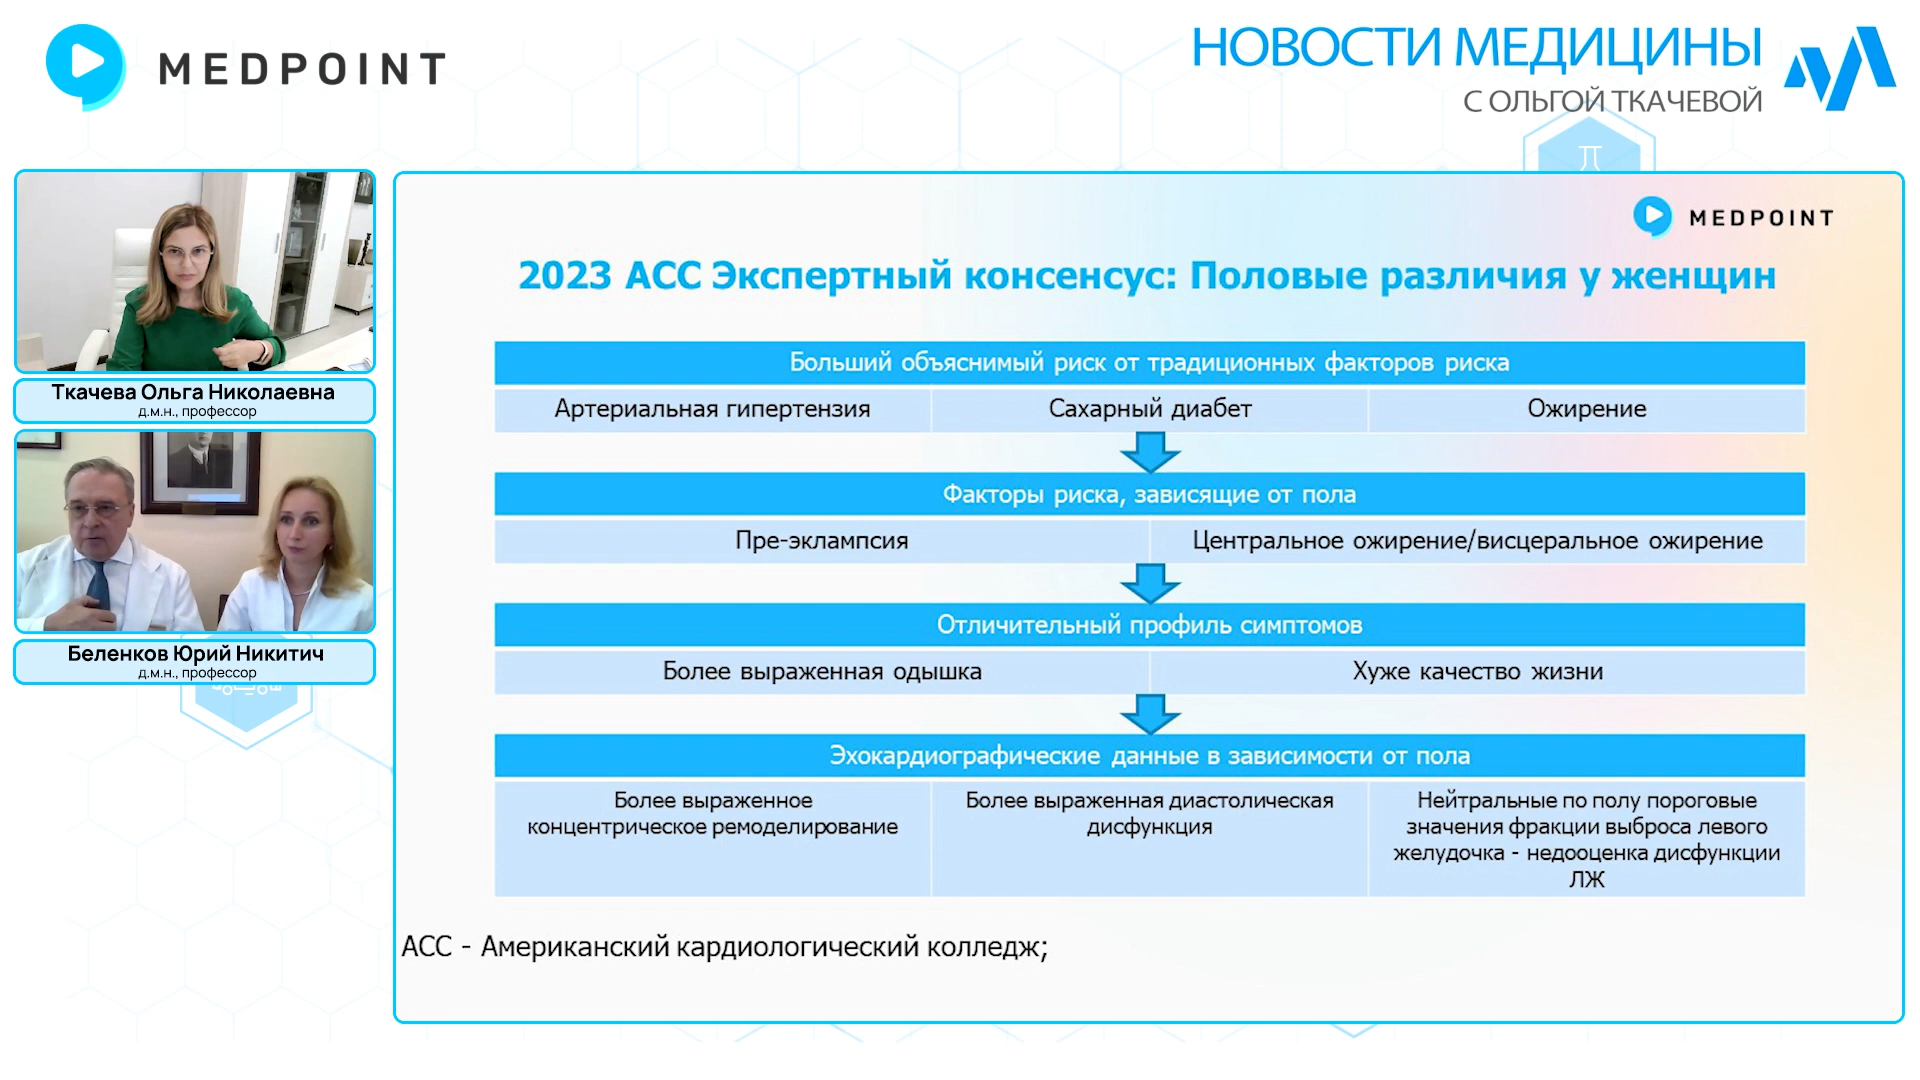 MEDPOINT
НОВОСТИ МЕДИЦИНЫ
С ОЛЬГОЙ ТКАЧЕВОЙ
Ткачева Ольга Николаевна
д.м.н., профессор
Беленков Юрий Никитич
д.м.н., профессор
MEDPOINT
2023 АСС Экспертный консенсус: Половые различия у женщин
Больший объяснимый риск от традиционных факторов риска
Артериальная гипертензия
Сахарный диабет
Ожирение
Факторы риска, зависящие от пола
Пре-эклампсия
Центральное ожирение/висцеральное ожирение
Отличительный профиль симптомов
Более выраженная одышка
Хуже качество жизни
Эхокардиографические данные в зависимости от пола
Более выраженное
концентрическое ремоделирование
Более выраженная диастолическая
дисфункция
Нейтральные по полу пороговые
значения фракции выброса левого
желудочка - недооценка дисфункции
ЛЖ
АСС - Американский кардиологический колледж;